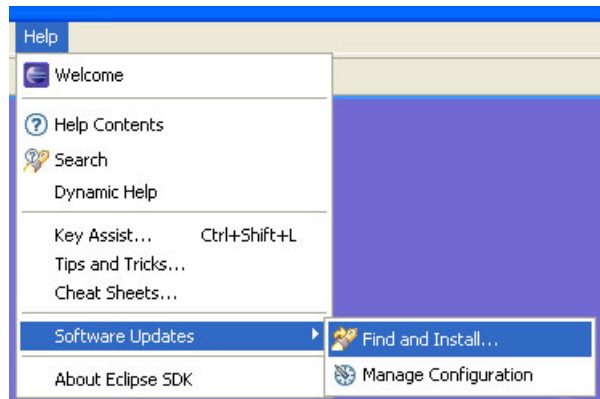 Help
Welcome
Help Contents
Search
Dynamic Help
Key Assist... Ctrl+Shift+L
Tips and Tricks...
Cheat Sheets...
Software Updates
Find and Install...
Manage Configuration
About Eclipse SDK